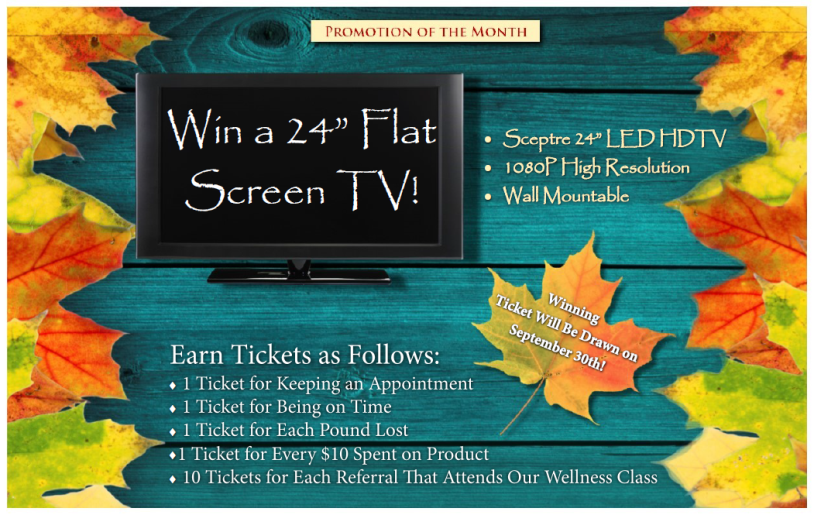 Promotion of the Month
Win a 24” Flat
Screen TV!
• Sceptre 24” LED HDTV
• 1080P High Resolution
• Wall Mountable
Winning
Ticket Will Be Drawn on
September 30th!
Earn Tickets as Follows:
♦ 1 Ticket for Keeping an Appointment
♦ 1 Ticket for Being on Time
♦ 1 Ticket for Each Pound Lost
♦1 Ticket for Every $10 Spent on Product
♦ 10 Tickets for Each Referral That Attends Our Wellness Class